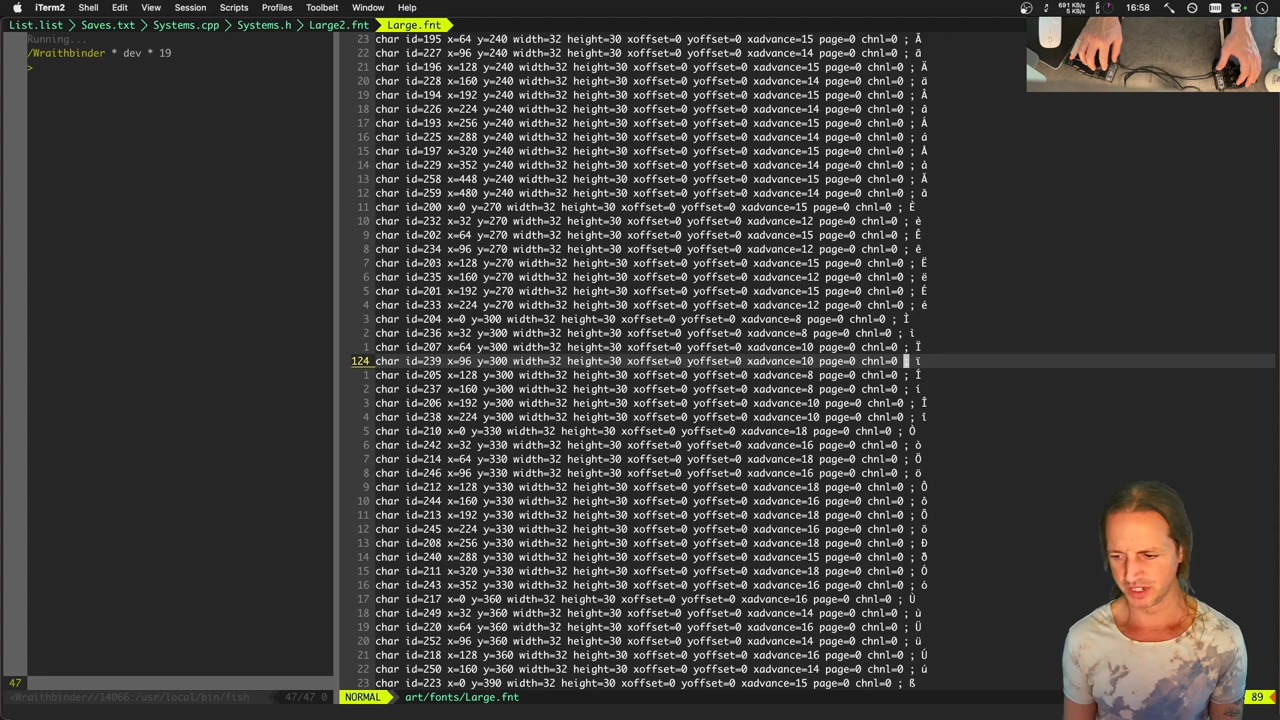 iTerm2 Shell Edit View Session Scripts Profiles Toolbelt Window Help 691 KB/s 5 KB/s 16:58
List.list Saves.txt Systems.cpp Systems.h Large2.fnt Large.fnt
Running...
/Wraithbinder * dev * 19
>
23 char id=195 x=64 y=240 width=32 height=30 xoffset=0 yoffset=0 xadvance=15 page=0 chnl=0 ; Ã
22 char id=227 x=96 y=240 width=32 height=30 xoffset=0 yoffset=0 xadvance=14 page=0 chnl=0 ; ã
21 char id=196 x=128 y=240 width=32 height=30 xoffset=0 yoffset=0 xadvance=15 page=0 chnl=0 ; Ä
20 char id=228 x=160 y=240 width=32 height=30 xoffset=0 yoffset=0 xadvance=14 page=0 chnl=0 ; ä
19 char id=194 x=192 y=240 width=32 height=30 xoffset=0 yoffset=0 xadvance=15 page=0 chnl=0 ; Â
18 char id=226 x=224 y=240 width=32 height=30 xoffset=0 yoffset=0 xadvance=14 page=0 chnl=0 ; â
17 char id=193 x=256 y=240 width=32 height=30 xoffset=0 yoffset=0 xadvance=15 page=0 chnl=0 ; Á
16 char id=225 x=288 y=240 width=32 height=30 xoffset=0 yoffset=0 xadvance=14 page=0 chnl=0 ; á
15 char id=197 x=320 y=240 width=32 height=30 xoffset=0 yoffset=0 xadvance=15 page=0 chnl=0 ; Å
14 char id=229 x=352 y=240 width=32 height=30 xoffset=0 yoffset=0 xadvance=14 page=0 chnl=0 ; å
13 char id=258 x=448 y=240 width=32 height=30 xoffset=0 yoffset=0 xadvance=15 page=0 chnl=0 ; Ă
12 char id=259 x=480 y=240 width=32 height=30 xoffset=0 yoffset=0 xadvance=14 page=0 chnl=0 ; ă
11 char id=200 x=0 y=270 width=32 height=30 xoffset=0 yoffset=0 xadvance=15 page=0 chnl=0 ; È
10 char id=232 x=32 y=270 width=32 height=30 xoffset=0 yoffset=0 xadvance=12 page=0 chnl=0 ; è
9 char id=202 x=64 y=270 width=32 height=30 xoffset=0 yoffset=0 xadvance=15 page=0 chnl=0 ; Ê
8 char id=234 x=96 y=270 width=32 height=30 xoffset=0 yoffset=0 xadvance=12 page=0 chnl=0 ; ê
7 char id=203 x=128 y=270 width=32 height=30 xoffset=0 yoffset=0 xadvance=15 page=0 chnl=0 ; Ë
6 char id=235 x=160 y=270 width=32 height=30 xoffset=0 yoffset=0 xadvance=12 page=0 chnl=0 ; ë
5 char id=201 x=192 y=270 width=32 height=30 xoffset=0 yoffset=0 xadvance=15 page=0 chnl=0 ; É
4 char id=233 x=224 y=270 width=32 height=30 xoffset=0 yoffset=0 xadvance=12 page=0 chnl=0 ; é
3 char id=204 x=0 y=300 width=32 height=30 xoffset=0 yoffset=0 xadvance=8 page=0 chnl=0 ; Ì
2 char id=236 x=32 y=300 width=32 height=30 xoffset=0 yoffset=0 xadvance=8 page=0 chnl=0 ; ì
1 char id=207 x=64 y=300 width=32 height=30 xoffset=0 yoffset=0 xadvance=10 page=0 chnl=0 ; Ï
124 char id=239 x=96 y=300 width=32 height=30 xoffset=0 yoffset=0 xadvance=10 page=0 chnl=0 ; ï
1 char id=205 x=128 y=300 width=32 height=30 xoffset=0 yoffset=0 xadvance=8 page=0 chnl=0 ; Í
2 char id=237 x=160 y=300 width=32 height=30 xoffset=0 yoffset=0 xadvance=8 page=0 chnl=0 ; í
3 char id=206 x=192 y=300 width=32 height=30 xoffset=0 yoffset=0 xadvance=10 page=0 chnl=0 ; Î
4 char id=238 x=224 y=300 width=32 height=30 xoffset=0 yoffset=0 xadvance=10 page=0 chnl=0 ; î
5 char id=210 x=0 y=330 width=32 height=30 xoffset=0 yoffset=0 xadvance=18 page=0 chnl=0 ; Ò
6 char id=242 x=32 y=330 width=32 height=30 xoffset=0 yoffset=0 xadvance=16 page=0 chnl=0 ; ò
7 char id=214 x=64 y=330 width=32 height=30 xoffset=0 yoffset=0 xadvance=18 page=0 chnl=0 ; Ö
8 char id=246 x=96 y=330 width=32 height=30 xoffset=0 yoffset=0 xadvance=16 page=0 chnl=0 ; ö
9 char id=212 x=128 y=330 width=32 height=30 xoffset=0 yoffset=0 xadvance=18 page=0 chnl=0 ; Ô
10 char id=244 x=160 y=330 width=32 height=30 xoffset=0 yoffset=0 xadvance=16 page=0 chnl=0 ; ô
11 char id=213 x=192 y=330 width=32 height=30 xoffset=0 yoffset=0 xadvance=18 page=0 chnl=0 ; Õ
12 char id=245 x=224 y=330 width=32 height=30 xoffset=0 yoffset=0 xadvance=16 page=0 chnl=0 ; õ
13 char id=208 x=256 y=330 width=32 height=30 xoffset=0 yoffset=0 xadvance=18 page=0 chnl=0 ; Ð
14 char id=240 x=288 y=330 width=32 height=30 xoffset=0 yoffset=0 xadvance=15 page=0 chnl=0 ; ð
15 char id=211 x=320 y=330 width=32 height=30 xoffset=0 yoffset=0 xadvance=18 page=0 chnl=0 ; Ó
16 char id=243 x=352 y=330 width=32 height=30 xoffset=0 yoffset=0 xadvance=16 page=0 chnl=0 ; ó
17 char id=217 x=0 y=360 width=32 height=30 xoffset=0 yoffset=0 xadvance=16 page=0 chnl=0 ; Ù
18 char id=249 x=32 y=360 width=32 height=30 xoffset=0 yoffset=0 xadvance=14 page=0 chnl=0 ; ù
19 char id=220 x=64 y=360 width=32 height=30 xoffset=0 yoffset=0 xadvance=16 page=0 chnl=0 ; Ü
20 char id=252 x=96 y=360 width=32 height=30 xoffset=0 yoffset=0 xadvance=14 page=0 chnl=0 ; ü
21 char id=218 x=128 y=360 width=32 height=30 xoffset=0 yoffset=0 xadvance=16 page=0 chnl=0 ; Ú
22 char id=250 x=160 y=360 width=32 height=30 xoffset=0 yoffset=0 xadvance=14 page=0 chnl=0 ; ú
23 char id=223 x=0 y=390 width=32 height=30 xoffset=0 yoffset=0 xadvance=15 page=0 chnl=0 ; ß
47
<Wraithbinder//14066:/usr/local/bin/fish 47/47 0 NORMAL art/fonts/Large.fnt 89